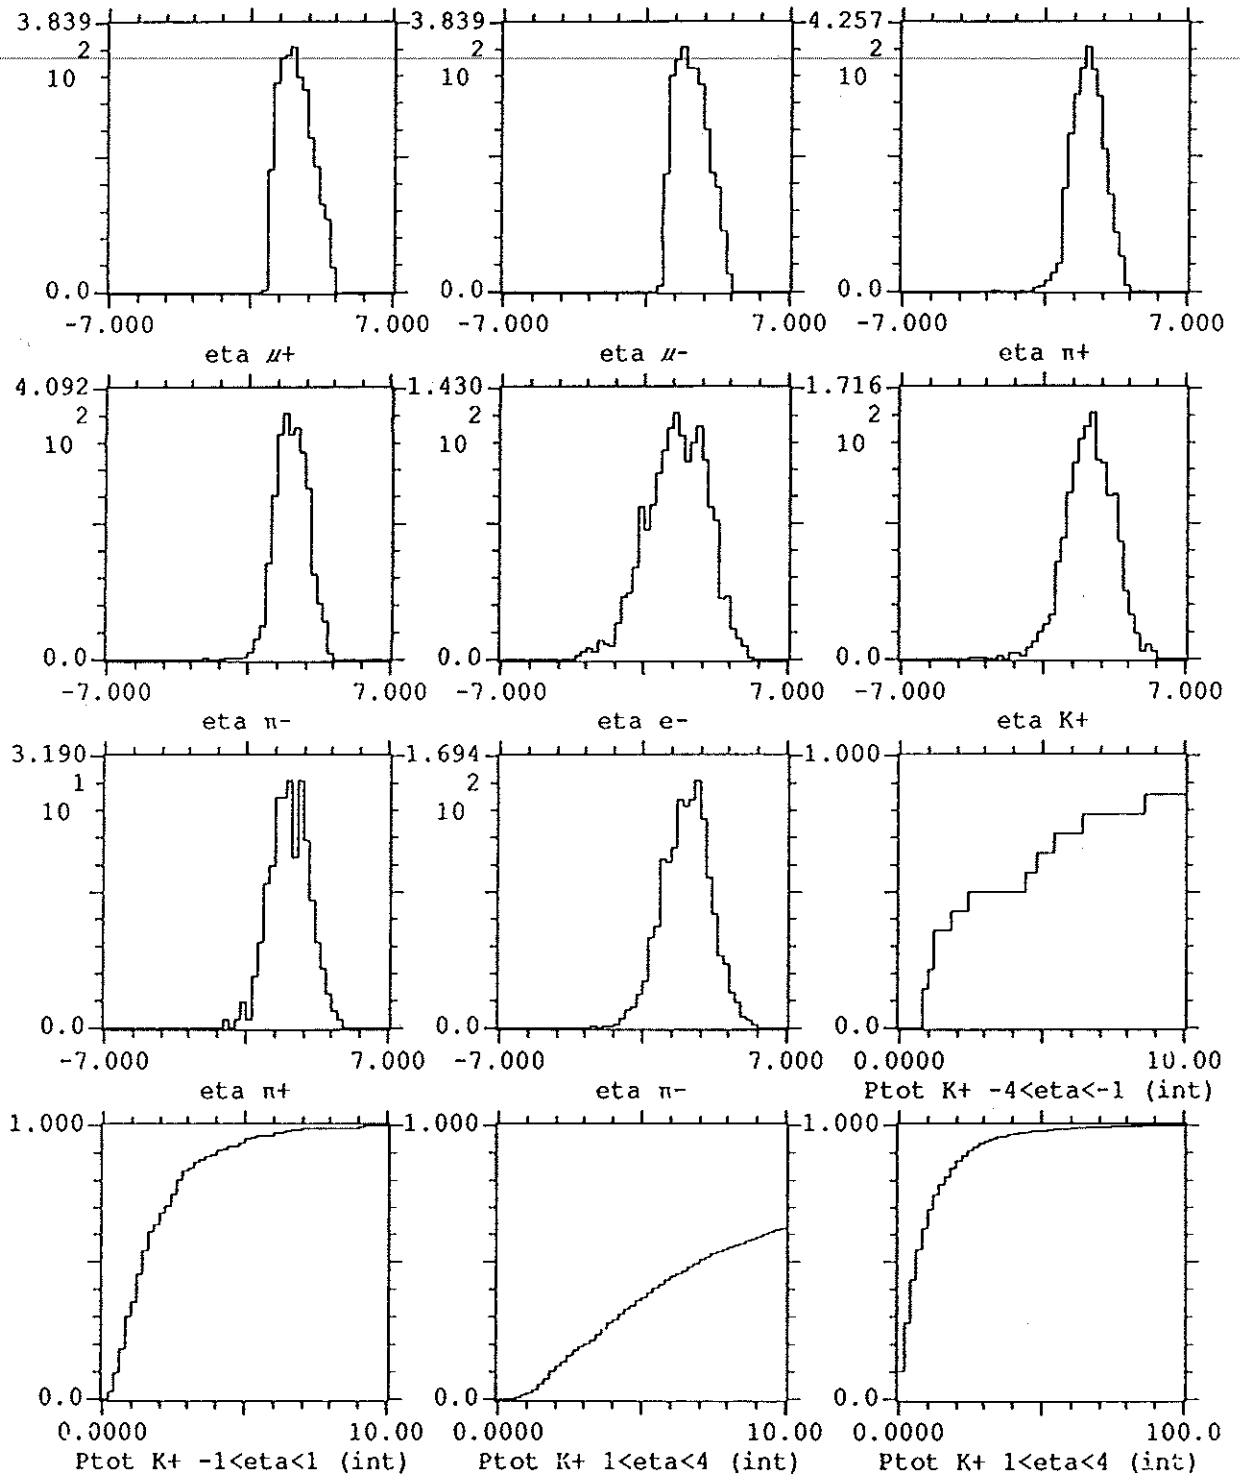 3.839 3.839 4.257
2 2 2
10 10 10
0.0 0.0 0.0
-7.000 7.000 -7.000 7.000 -7.000 7.000
eta μ+ eta μ- eta π+
4.092 1.430 1.716
2 2 2
10 10 10
0.0 0.0 0.0
-7.000 7.000 -7.000 7.000 -7.000 7.000
eta π- eta e- eta K+
3.190 1.694 1.000
1 2
10 10
0.0 0.0 0.0
-7.000 7.000 -7.000 7.000 0.0000 10.00
eta π+ eta π- Ptot K+ -4<eta<-1 (int)
1.000 1.000 1.000
0.0 0.0 0.0
0.0000 10.00 0.0000 10.00 0.0000 100.0
Ptot K+ -1<eta<1 (int) Ptot K+ 1<eta<4 (int) Ptot K+ 1<eta<4 (int)